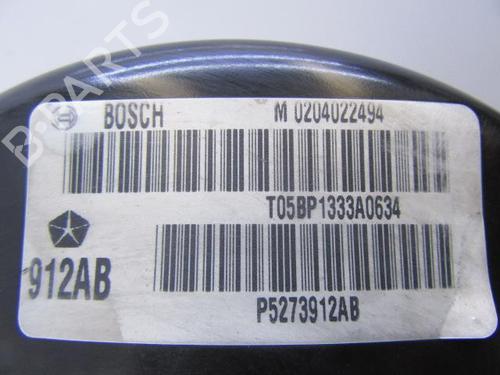 B-PARTS
BOSCH M 0204022494
T05BP1333A0634
912AB
P5273912AB